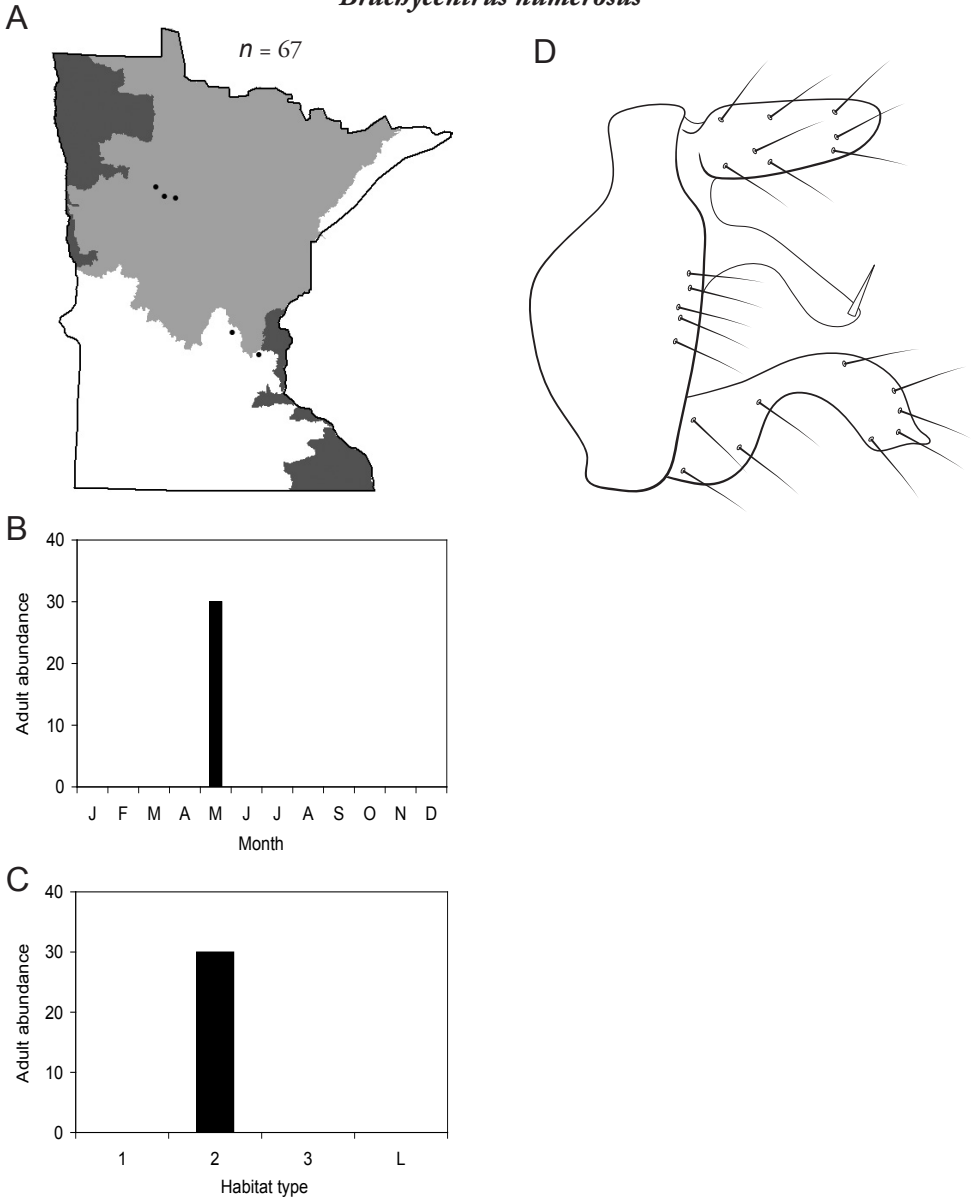 Brachycentrus numerosus
A
n = 67
D
B
40
30
20
10
0
Adult abundance
J F M A M J J A S O N D
Month
C
40
30
20
10
0
Adult abundance
1 2 3 L
Habitat type